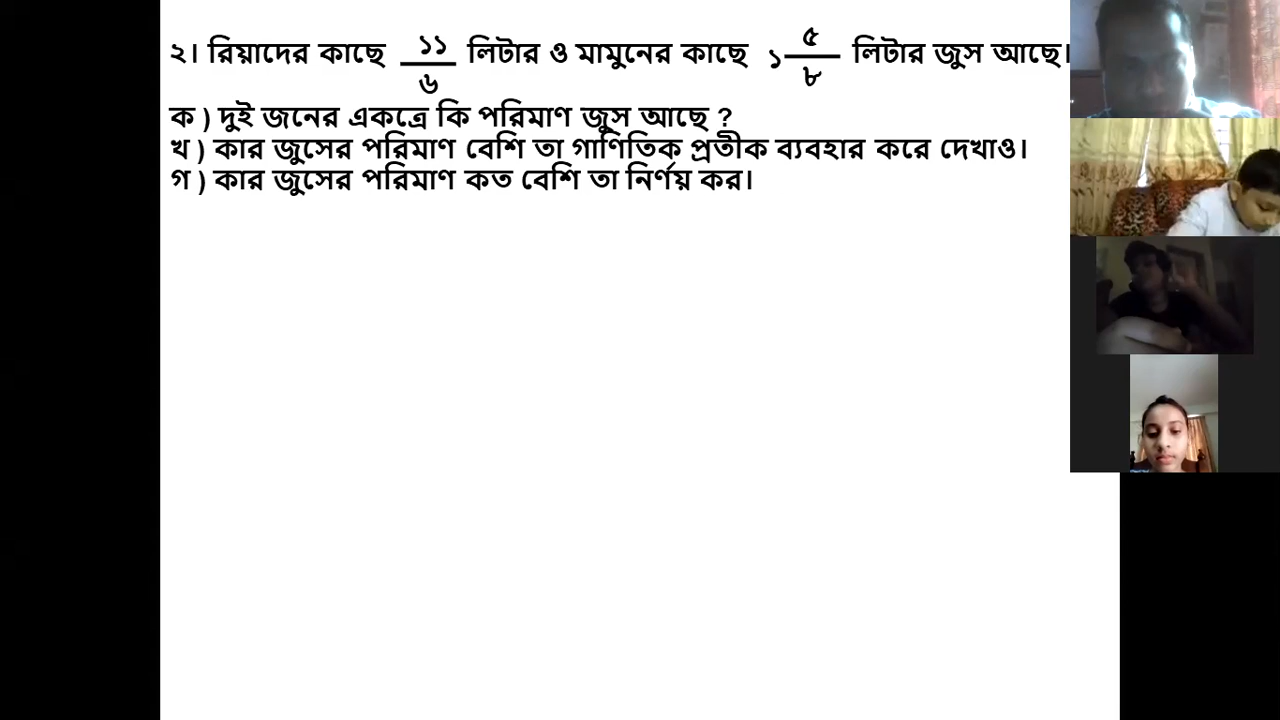 ২। রিয়াদের কাছে ১১/৬ লিটার ও মামুনের কাছে ১ ৫/৮ লিটার জুস আছে।
ক ) দুই জনের একত্রে কি পরিমাণ জুস আছে ?
খ ) কার জুসের পরিমাণ বেশি তা গাণিতিক প্রতীক ব্যবহার করে দেখাও।
গ ) কার জুসের পরিমাণ কত বেশি তা নির্ণয় কর।